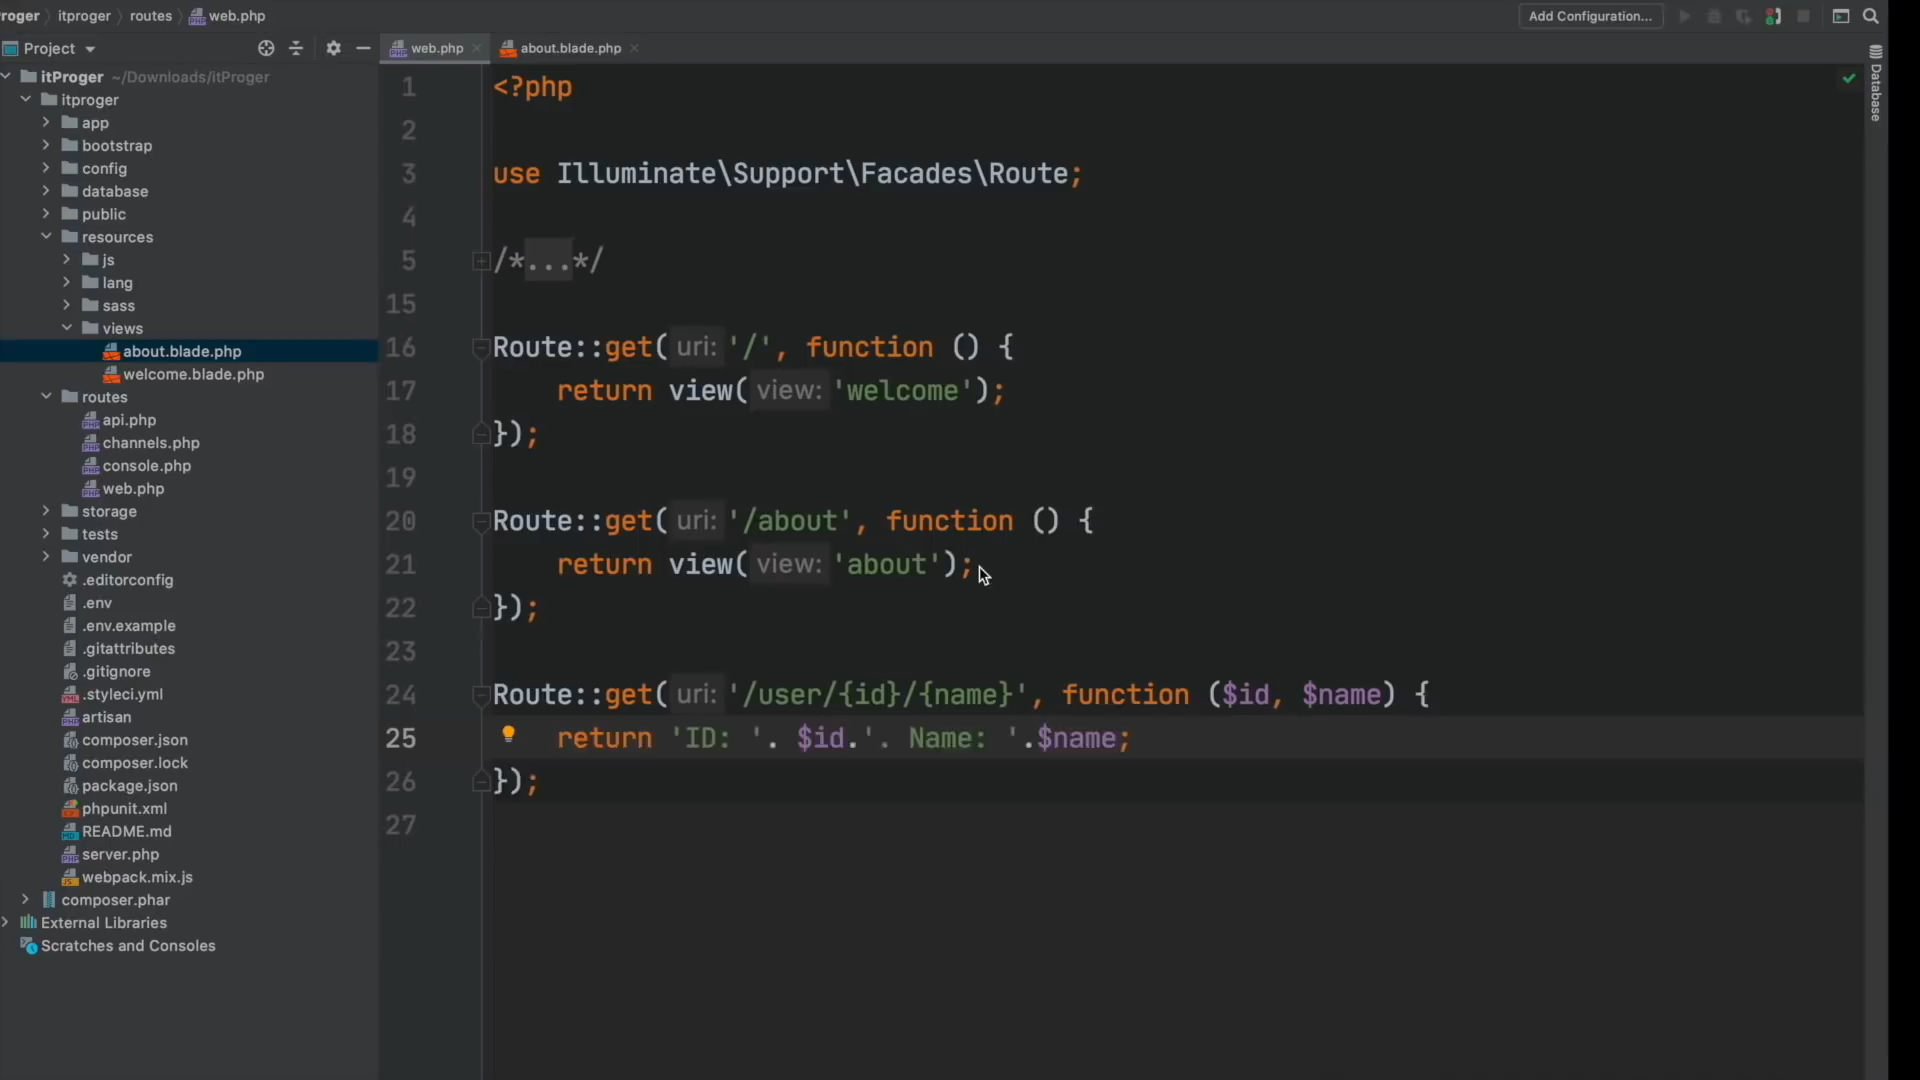 roger itproger routes web.php
Add Configuration...
Project
web.php
about.blade.php
itProger ~/Downloads/itProger
itproger
app
bootstrap
config
database
public
resources
js
lang
sass
views
about.blade.php
welcome.blade.php
routes
api.php
channels.php
console.php
web.php
storage
tests
vendor
.editorconfig
.env
.env.example
.gitattributes
.gitignore
.styleci.yml
artisan
composer.json
composer.lock
package.json
phpunit.xml
README.md
server.php
webpack.mix.js
composer.phar
External Libraries
Scratches and Consoles
1 <?php
2
3 use Illuminate\Support\Facades\Route;
4
5 /*...*/
15
16 Route::get( uri: '/', function () {
17 return view( view: 'welcome');
18 });
19
20 Route::get( uri: '/about', function () {
21 return view( view: 'about');
22 });
23
24 Route::get( uri: '/user/{id}/{name}', function ($id, $name) {
25 return 'ID: '. $id.'. Name: '.$name;
26 });
27
Database